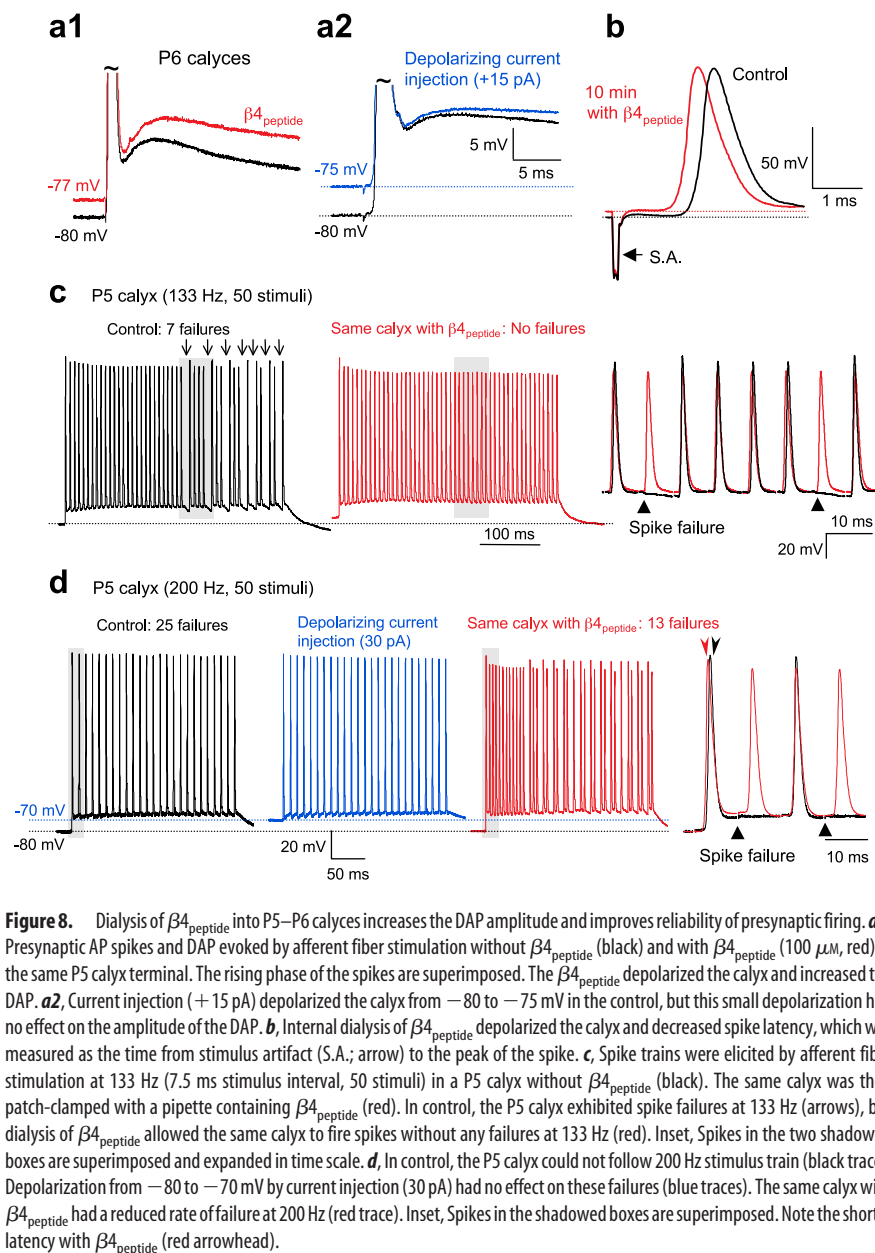 a1
a2
b
P6 calyces
Depolarizing current
injection (+15 pA)
Control
β4peptide
10 min
with β4peptide
5 mV
5 ms
50 mV
1 ms
-77 mV
-75 mV
-80 mV
-80 mV
S.A.
c P5 calyx (133 Hz, 50 stimuli)
Control: 7 failures
Same calyx with β4peptide: No failures
100 ms
Spike failure
10 ms
20 mV
d P5 calyx (200 Hz, 50 stimuli)
Control: 25 failures
Depolarizing current
injection (30 pA)
Same calyx with β4peptide: 13 failures
-70 mV
-80 mV
20 mV
50 ms
Spike failure
10 ms
Figure 8. Dialysis of β4peptide into P5–P6 calyces increases the DAP amplitude and improves reliability of presynaptic firing. a
Presynaptic AP spikes and DAP evoked by afferent fiber stimulation without β4peptide (black) and with β4peptide (100 μM, red)
the same P5 calyx terminal. The rising phase of the spikes are superimposed. The β4peptide depolarized the calyx and increased t
DAP. a2, Current injection (+15 pA) depolarized the calyx from −80 to −75 mV in the control, but this small depolarization h
no effect on the amplitude of the DAP. b, Internal dialysis of β4peptide depolarized the calyx and decreased spike latency, which w
measured as the time from stimulus artifact (S.A.; arrow) to the peak of the spike. c, Spike trains were elicited by afferent fib
stimulation at 133 Hz (7.5 ms stimulus interval, 50 stimuli) in a P5 calyx without β4peptide (black). The same calyx was th
patch-clamped with a pipette containing β4peptide (red). In control, the P5 calyx exhibited spike failures at 133 Hz (arrows), b
dialysis of β4peptide allowed the same calyx to fire spikes without any failures at 133 Hz (red). Inset, Spikes in the two shadow
boxes are superimposed and expanded in time scale. d, In control, the P5 calyx could not follow 200 Hz stimulus train (black trac
Depolarization from −80 to −70 mV by current injection (30 pA) had no effect on these failures (blue traces). The same calyx wi
β4peptide had a reduced rate of failure at 200 Hz (red trace). Inset, Spikes in the shadowed boxes are superimposed. Note the short
latency with β4peptide (red arrowhead).